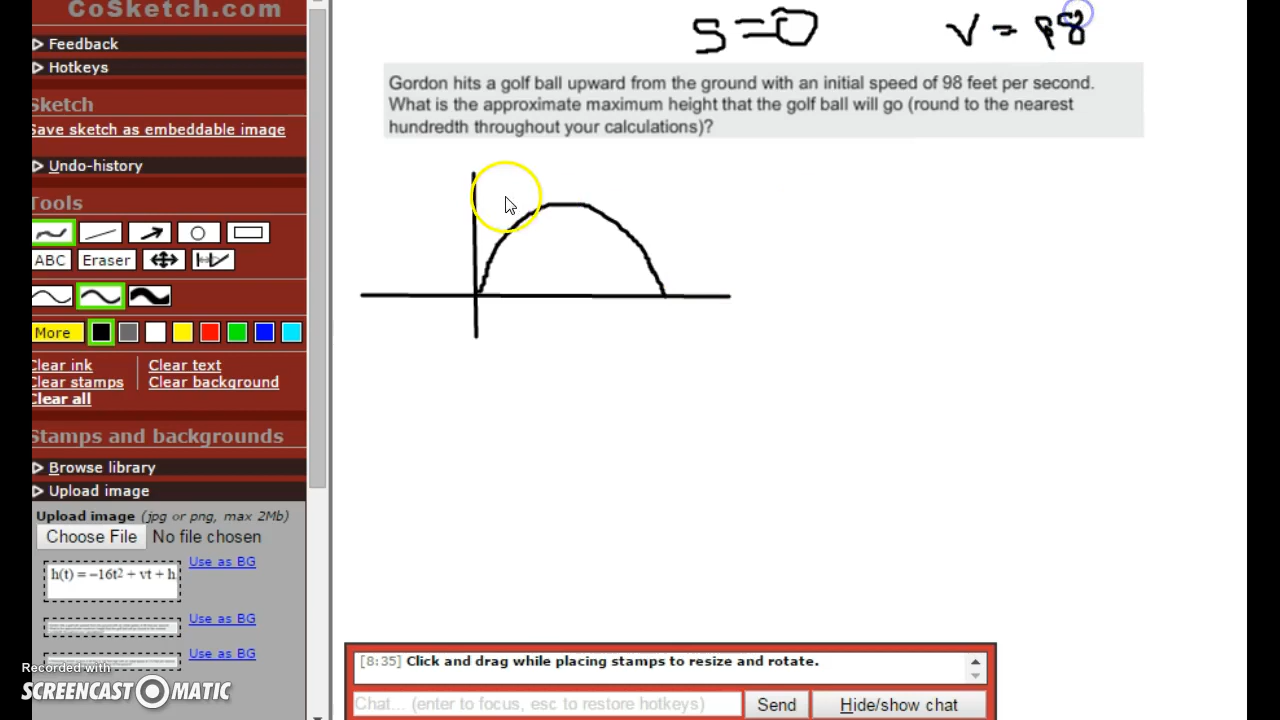 CoSketch.com
Feedback
Hotkeys
Sketch
Save sketch as embeddable image
Undo-history
Tools
ABC
Eraser
More
Clear ink
Clear text
Clear stamps
Clear background
Clear all
Stamps and backgrounds
Browse library
Upload image
Upload image (jpg or png, max 2Mb)
Choose File No file chosen
h(t) = −16t² + vt + h
Use as BG
Use as BG
Use as BG
Recorded with
SCREENCAST O MATIC
S = 0
V = 98
Gordon hits a golf ball upward from the ground with an initial speed of 98 feet per second.
What is the approximate maximum height that the golf ball will go (round to the nearest
hundredth throughout your calculations)?
[8:35] Click and drag while placing stamps to resize and rotate.
Chat... (enter to focus, esc to restore hotkeys)
Send
Hide/show chat